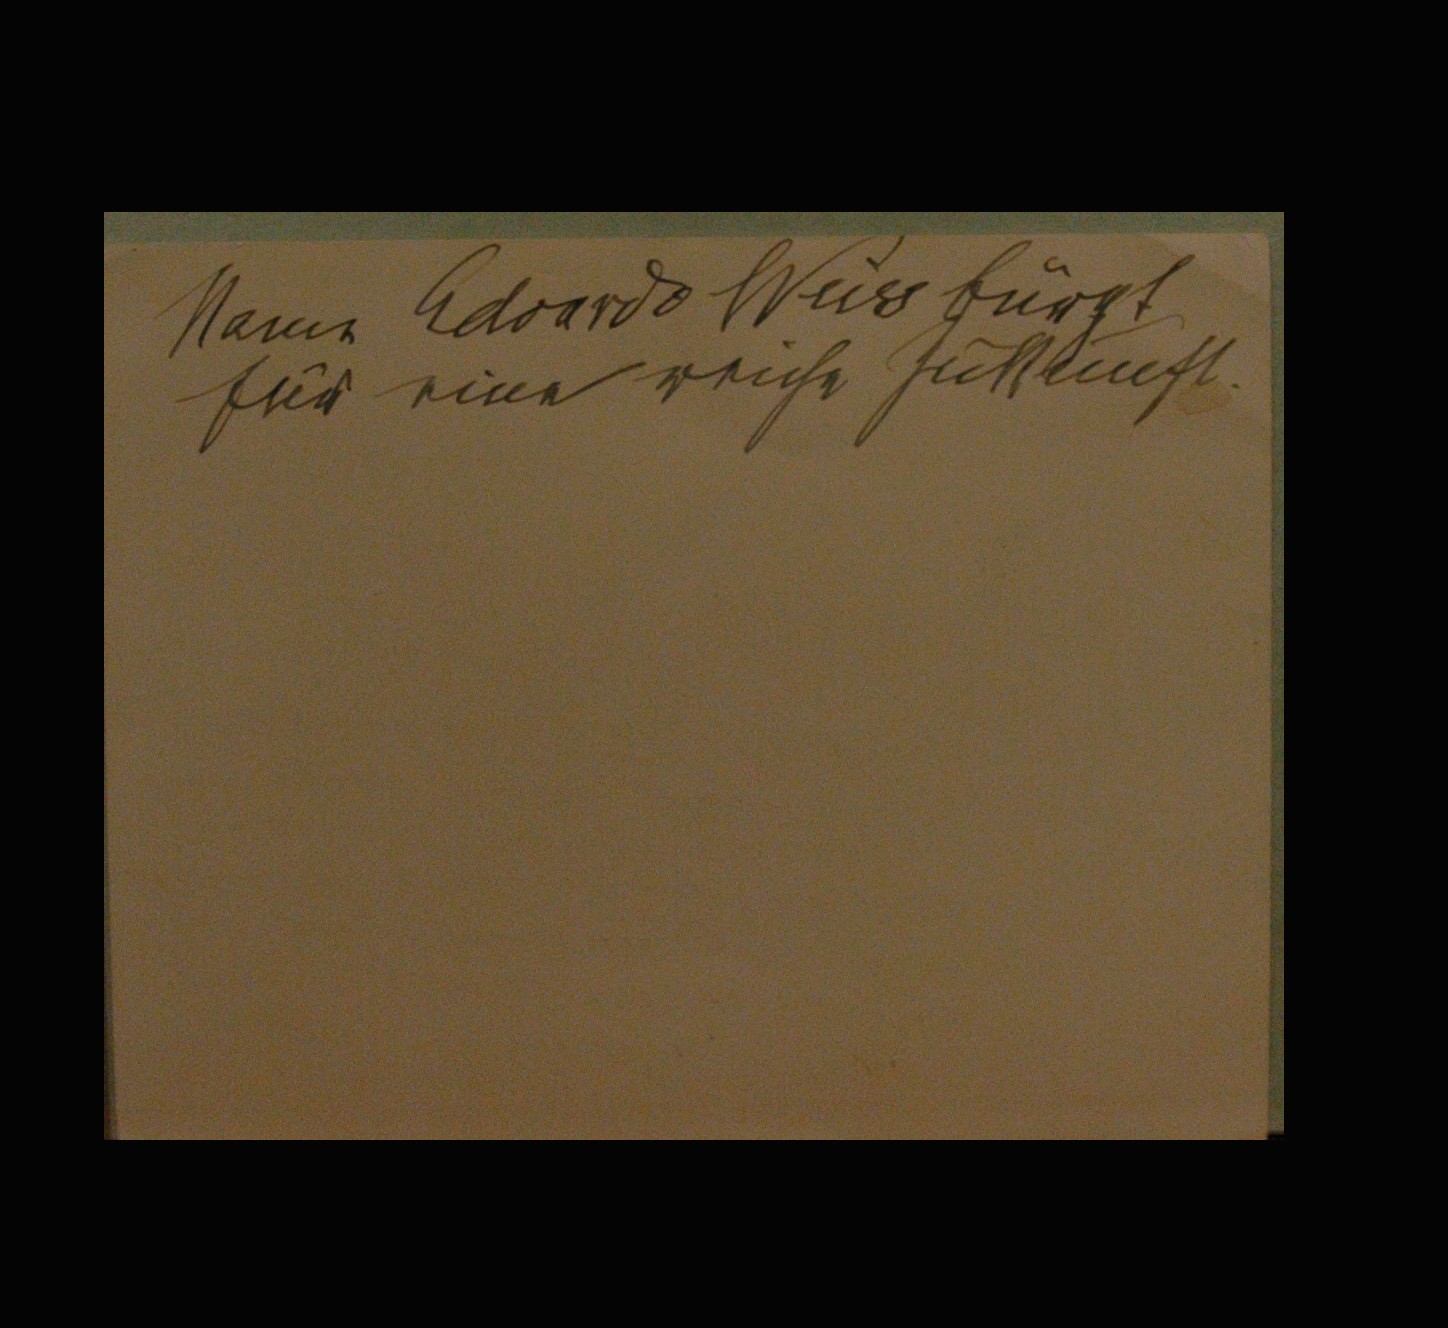 Name Edoardo Weiss bürgt
für eine reiche Zukunft.